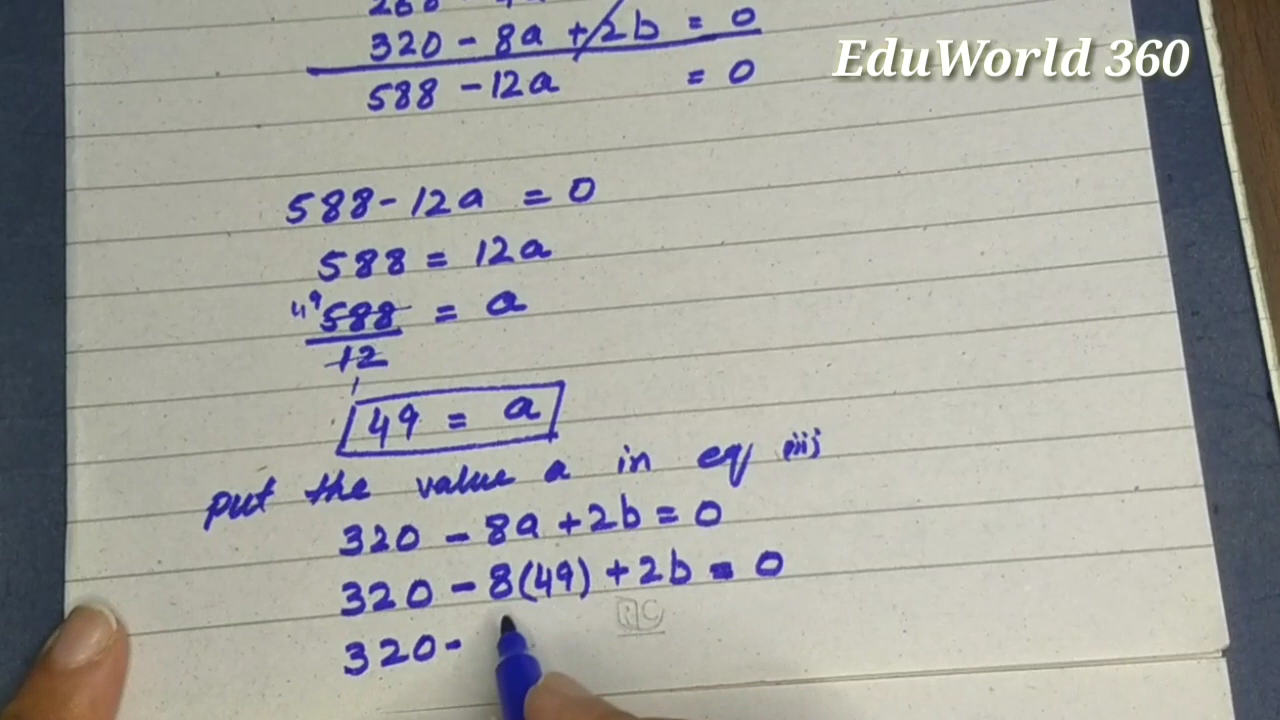 320 - 8a + 2b = 0
EduWorld 360
588 - 12a = 0
588 - 12a = 0
588 = 12a
49 588 = a
12
1
49 = a
put the value a in eq iii
320 - 8a + 2b = 0
320 - 8(49) + 2b = 0
320 -